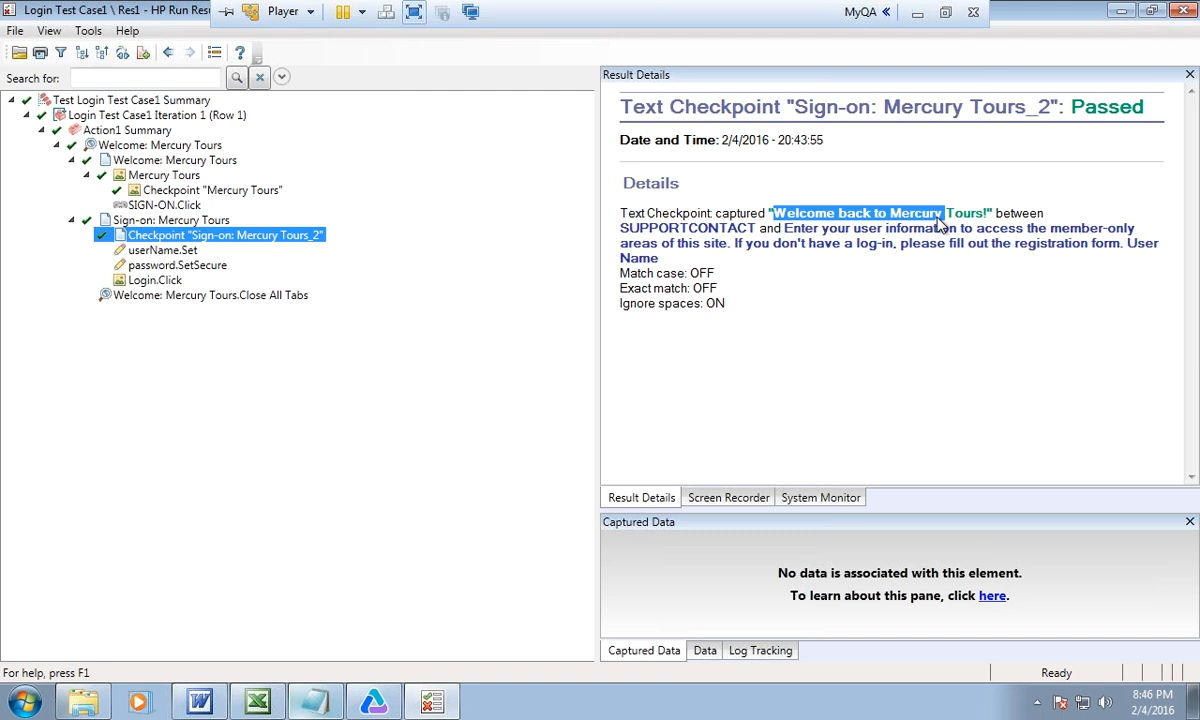 Login Test Case1 \ Res1 - HP Run Resu
Player
MyQA
File View Tools Help
Search for:
Test Login Test Case1 Summary
Login Test Case1 Iteration 1 (Row 1)
Action1 Summary
Welcome: Mercury Tours
Welcome: Mercury Tours
Mercury Tours
Checkpoint "Mercury Tours"
SIGN-ON.Click
Sign-on: Mercury Tours
Checkpoint "Sign-on: Mercury Tours_2"
userName.Set
password.SetSecure
Login.Click
Welcome: Mercury Tours.Close All Tabs
Result Details
Text Checkpoint "Sign-on: Mercury Tours_2": Passed
Date and Time: 2/4/2016 - 20:43:55
Details
Text Checkpoint: captured "Welcome back to Mercury Tours!" between
SUPPORTCONTACT and Enter your user information to access the member-only
areas of this site. If you don't have a log-in, please fill out the registration form. User
Name
Match case: OFF
Exact match: OFF
Ignore spaces: ON
Result Details Screen Recorder System Monitor
Captured Data
No data is associated with this element.
To learn about this pane, click here.
Captured Data Data Log Tracking
For help, press F1
Ready
8:46 PM
2/4/2016